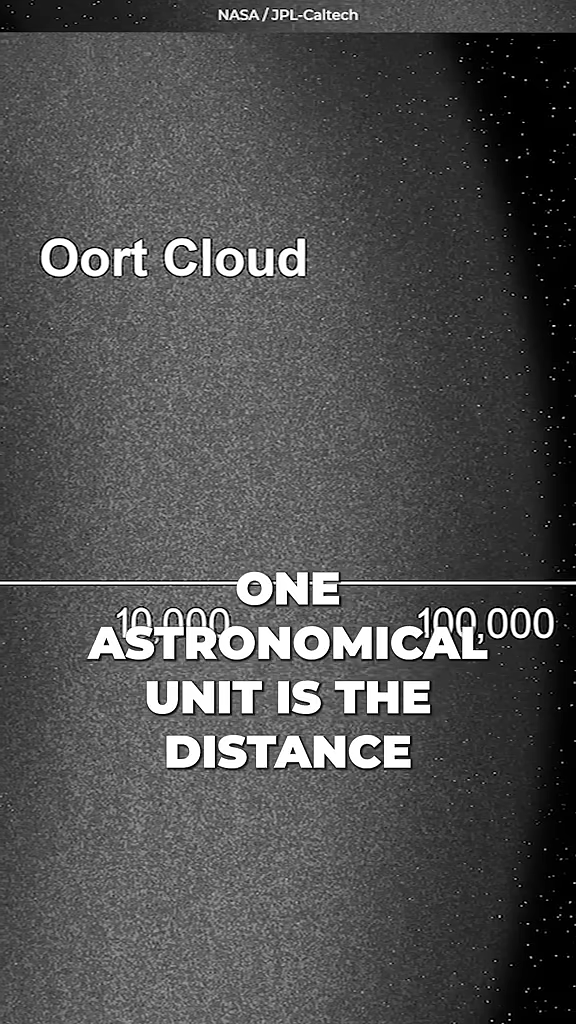 NASA / JPL-Caltech
Oort Cloud
10,000
100,000
ONE
ASTRONOMICAL
UNIT IS THE
DISTANCE